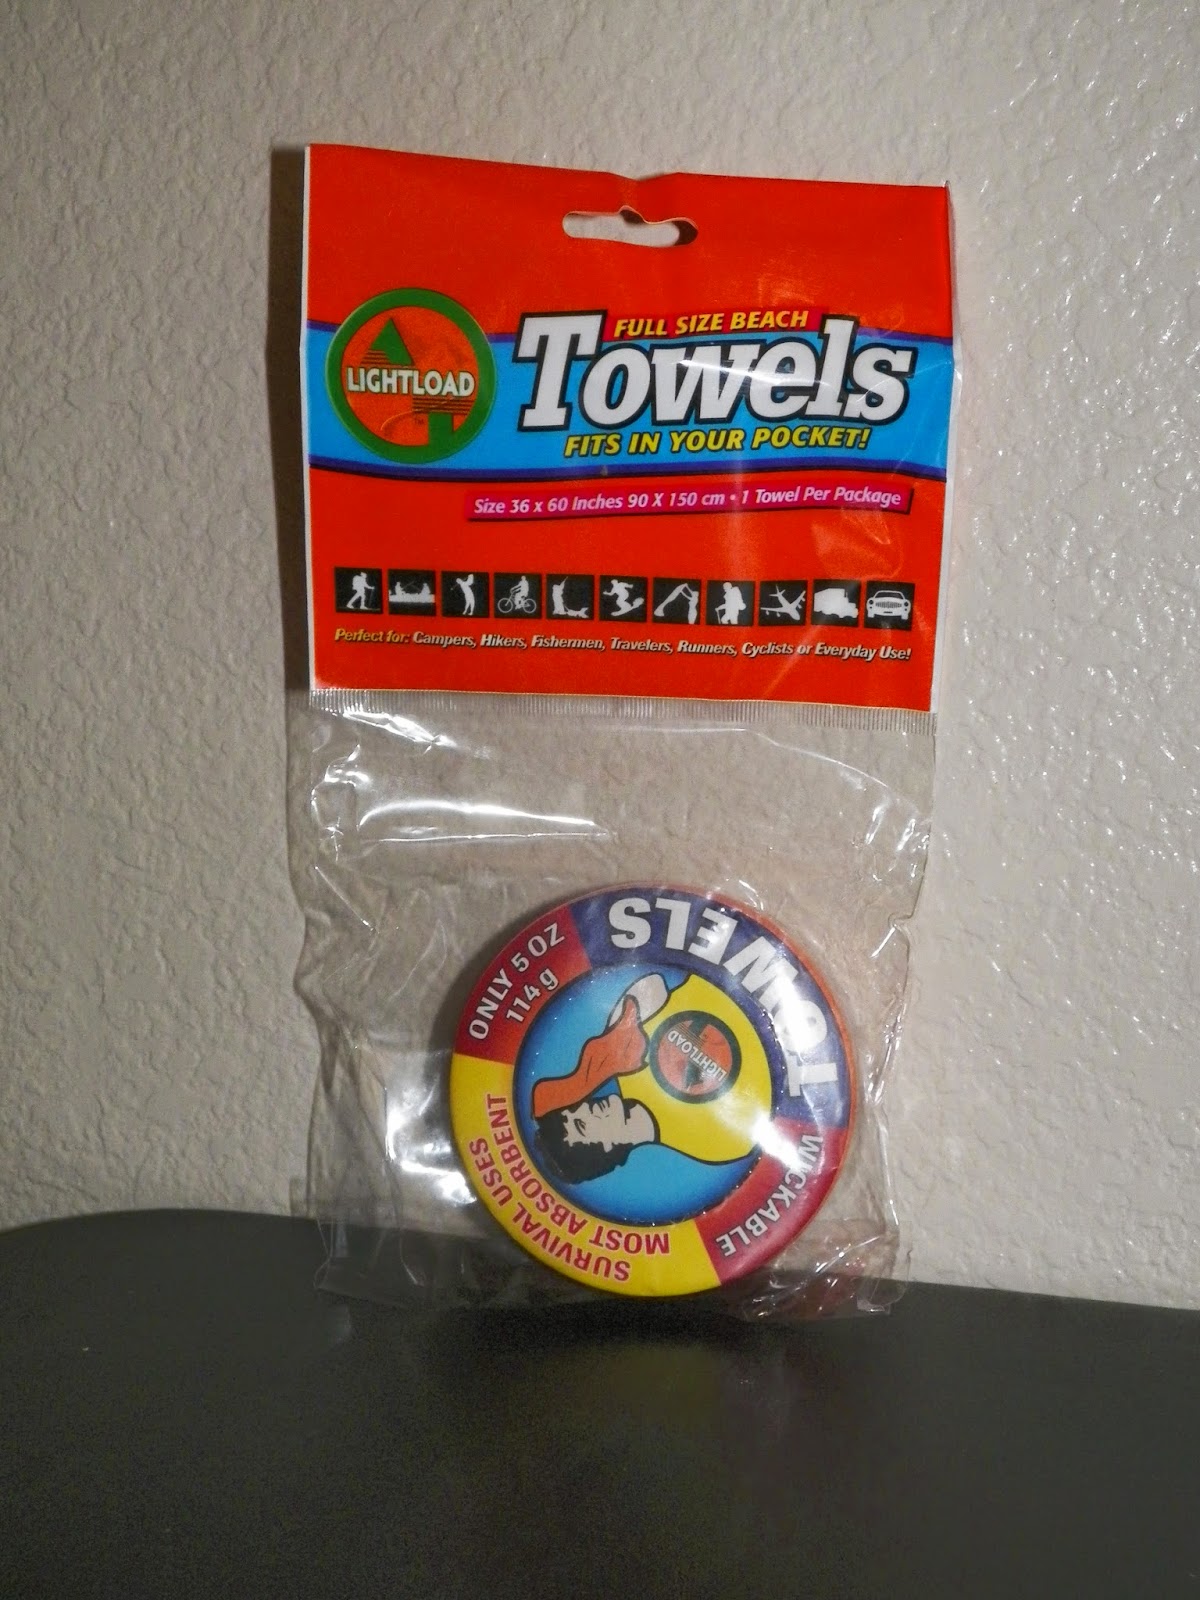 FULL SIZE BEACH
Towels
LIGHTLOAD
TM
FITS IN YOUR POCKET!
Size 36 x 60 Inches 90 X 150 cm • 1 Towel Per Package
Perfect for: Campers, Hikers, Fishermen, Travelers, Runners, Cyclists or Everyday Use!
TOWELS
ONLY 5 OZ
114 g
LIGHTLOAD
WICKABLE
SURVIVAL USES
MOST ABSORBENT